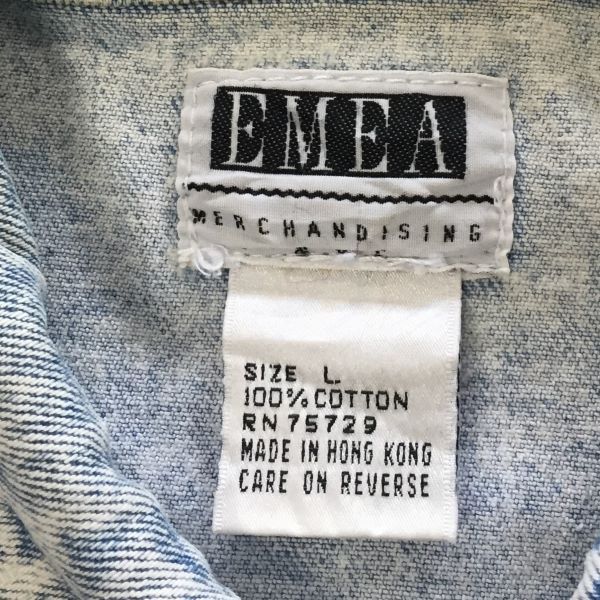 EMEA
MERCHANDISING
SIZE L
100% COTTON
RN 75729
MADE IN HONG KONG
CARE ON REVERSE